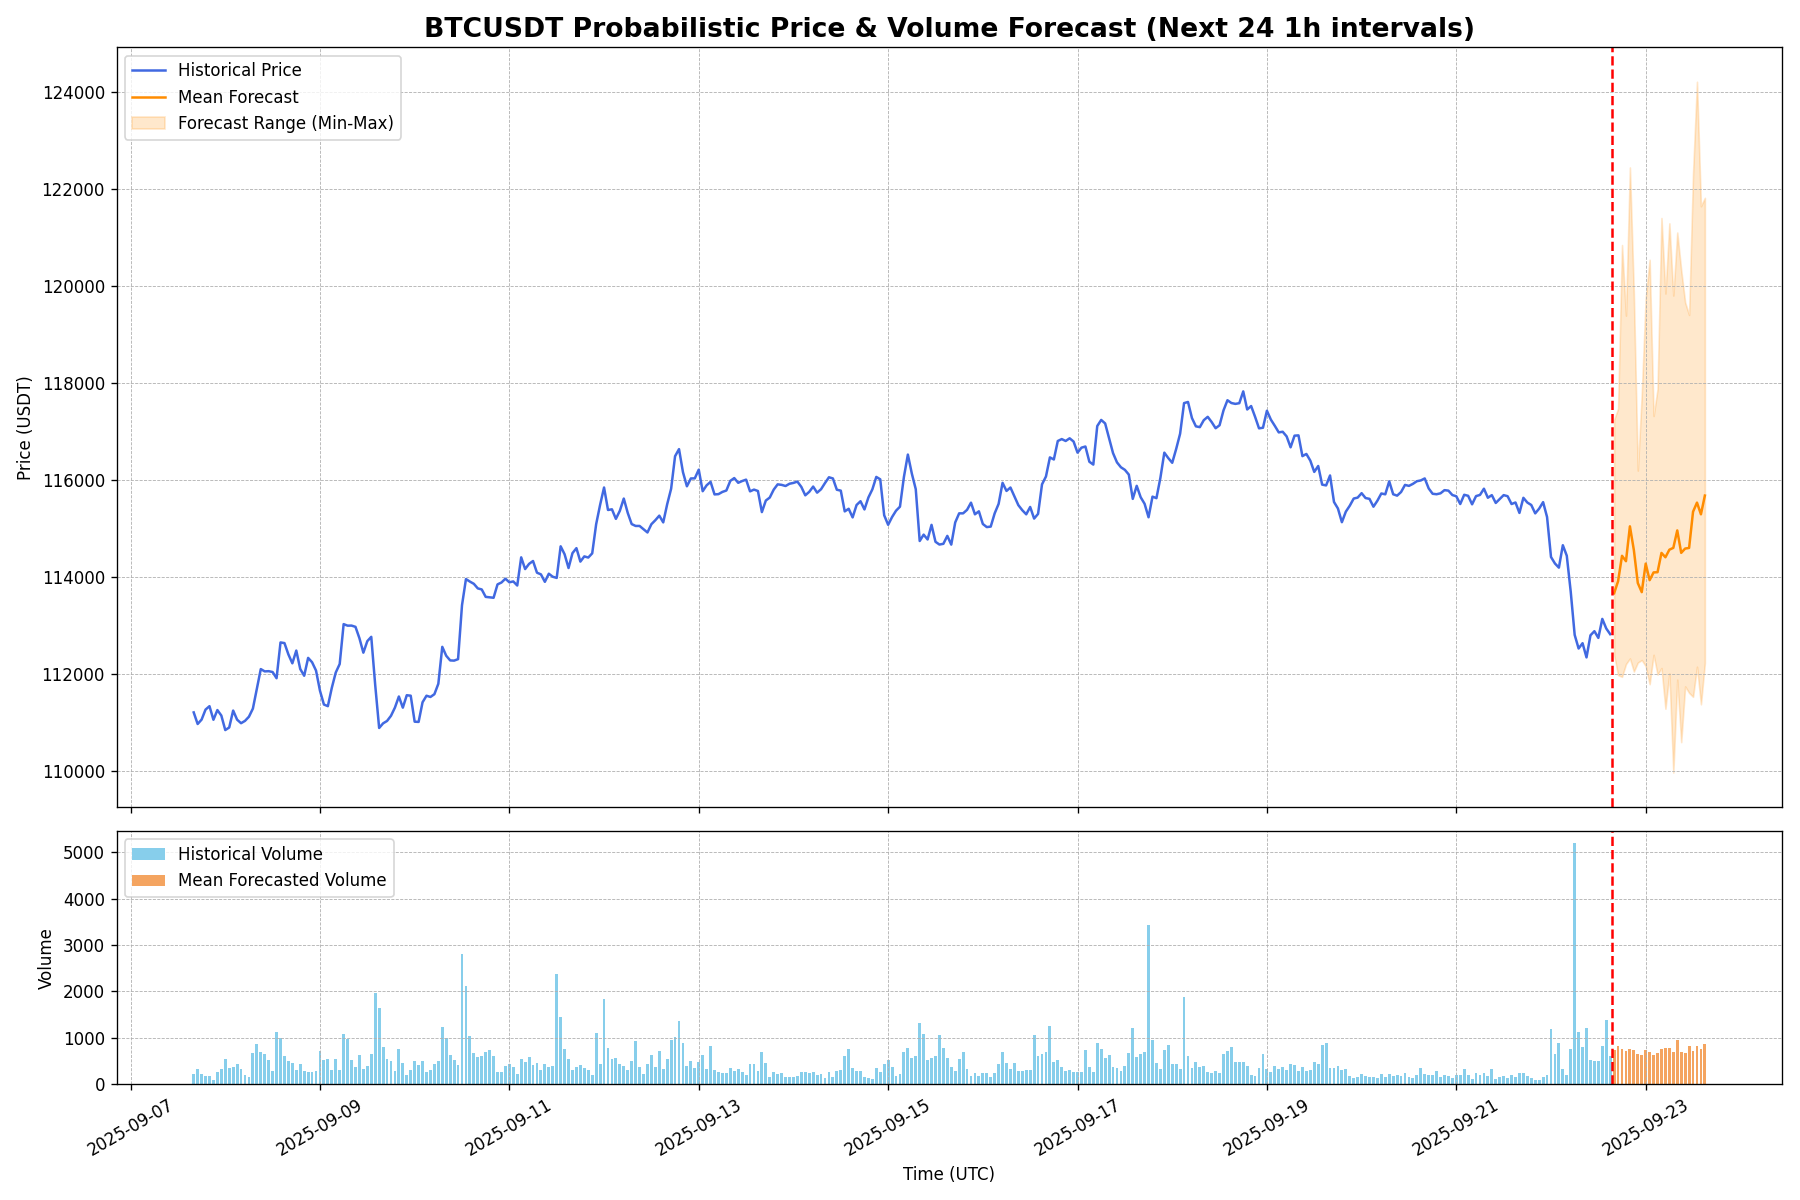 BTCUSDT Probabilistic Price & Volume Forecast (Next 24 1h intervals)
Historical Price
Mean Forecast
Forecast Range (Min-Max)
124000
122000
120000
118000
116000
114000
112000
110000
Price (USDT)
Historical Volume
Mean Forecasted Volume
5000
4000
3000
2000
1000
0
Volume
2025-09-07
2025-09-09
2025-09-11
2025-09-13
2025-09-15
2025-09-17
2025-09-19
2025-09-21
2025-09-23
Time (UTC)